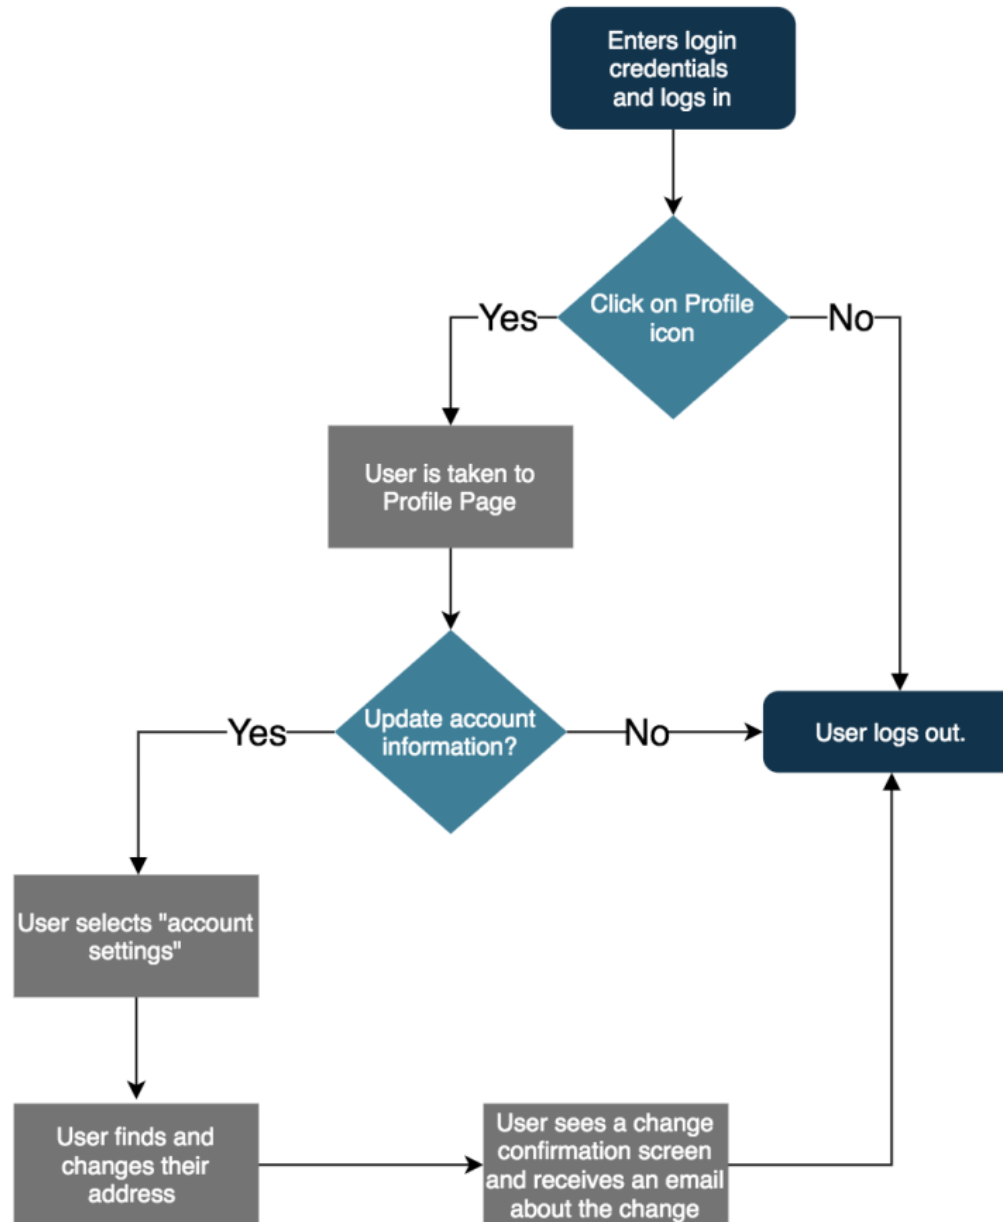 Enters login
credentials
and logs in
Click on Profile
icon
Yes
No
User is taken to
Profile Page
Update account
information?
Yes
No
User logs out.
User selects "account
settings"
User finds and
changes their
address
User sees a change
confirmation screen
and receives an email
about the change